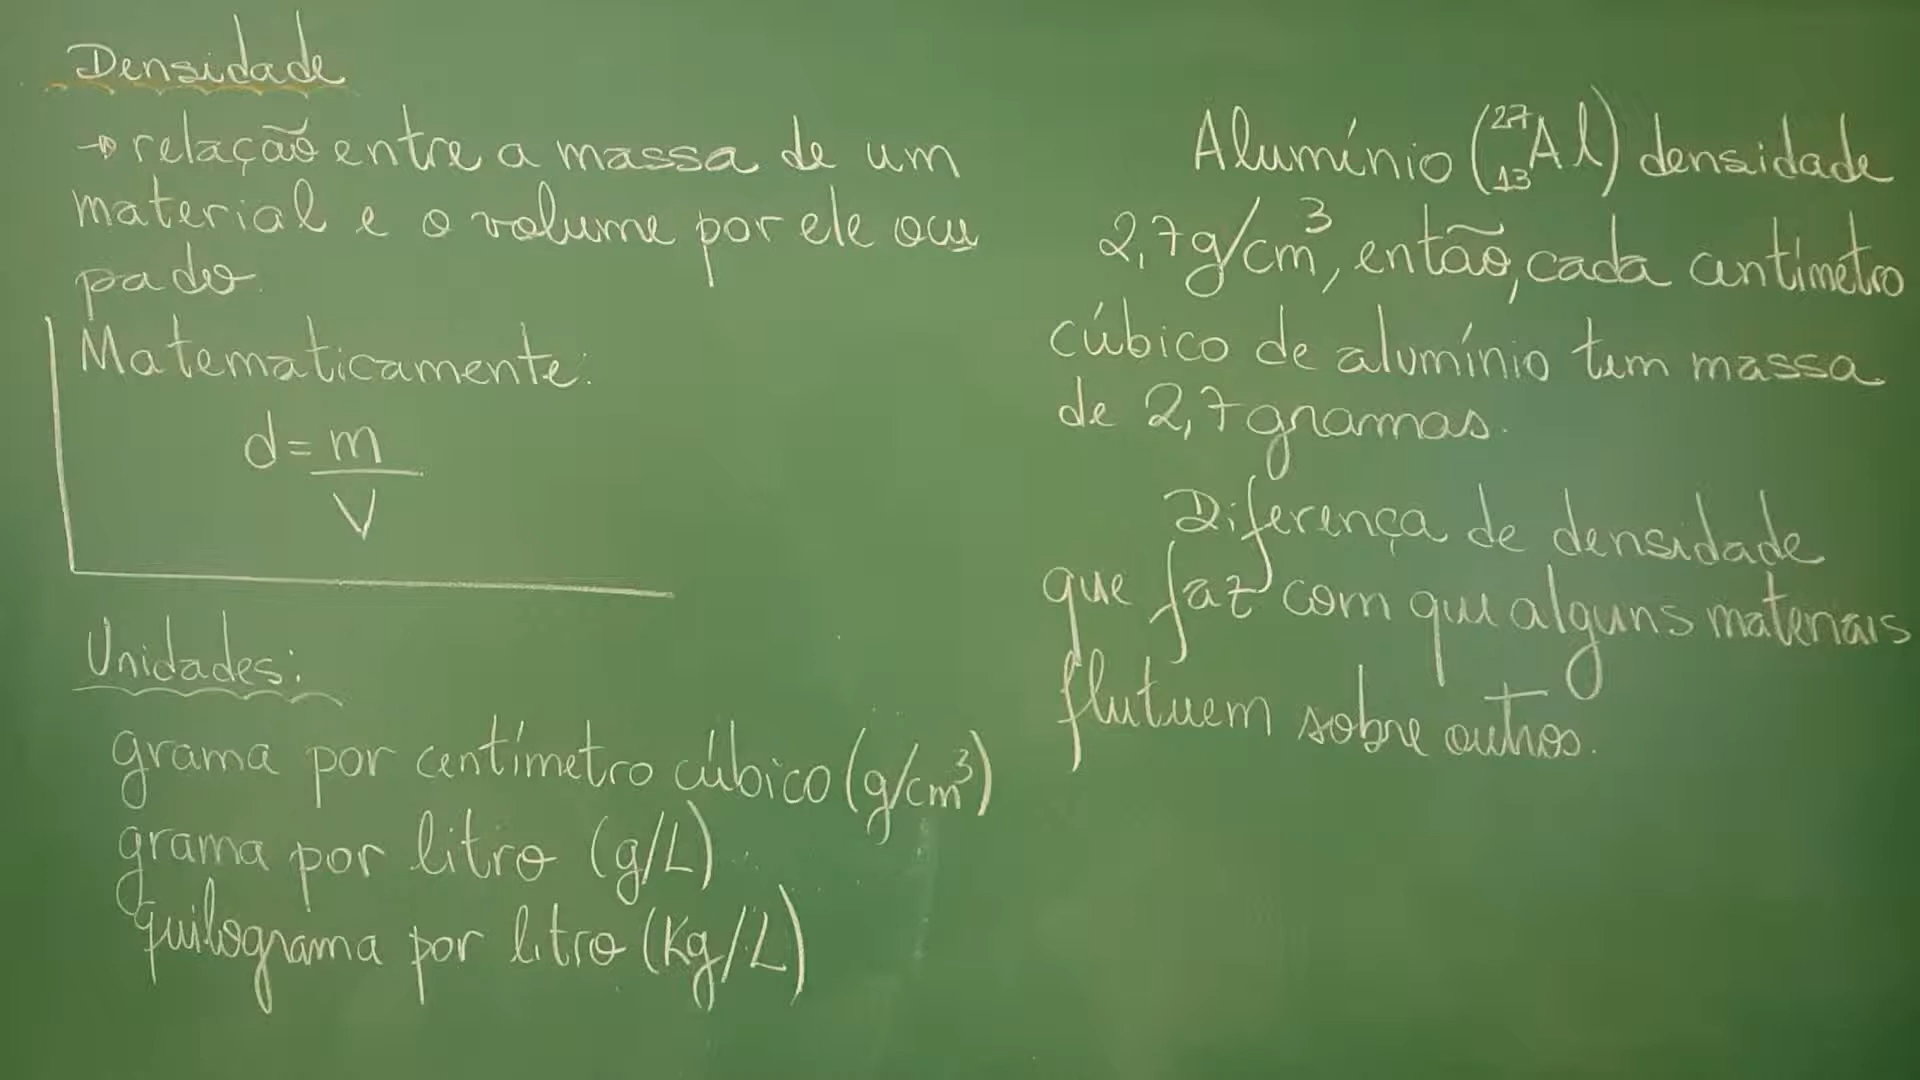 Densidade
→ relação entre a massa de um
material e o volume por ele ocu
pado.
Matematicamente:
d = m
V
Unidades:
grama por centímetro cúbico (g/cm³)
grama por litro (g/L)
quilograma por litro (Kg/L)
Alumínio (²⁷₁₃Al) densidade
2,7g/cm³, então, cada centímetro
cúbico de alumínio tem massa
de 2,7 gramas.
Diferença de densidade
que faz com que alguns materiais
flutuem sobre outros.